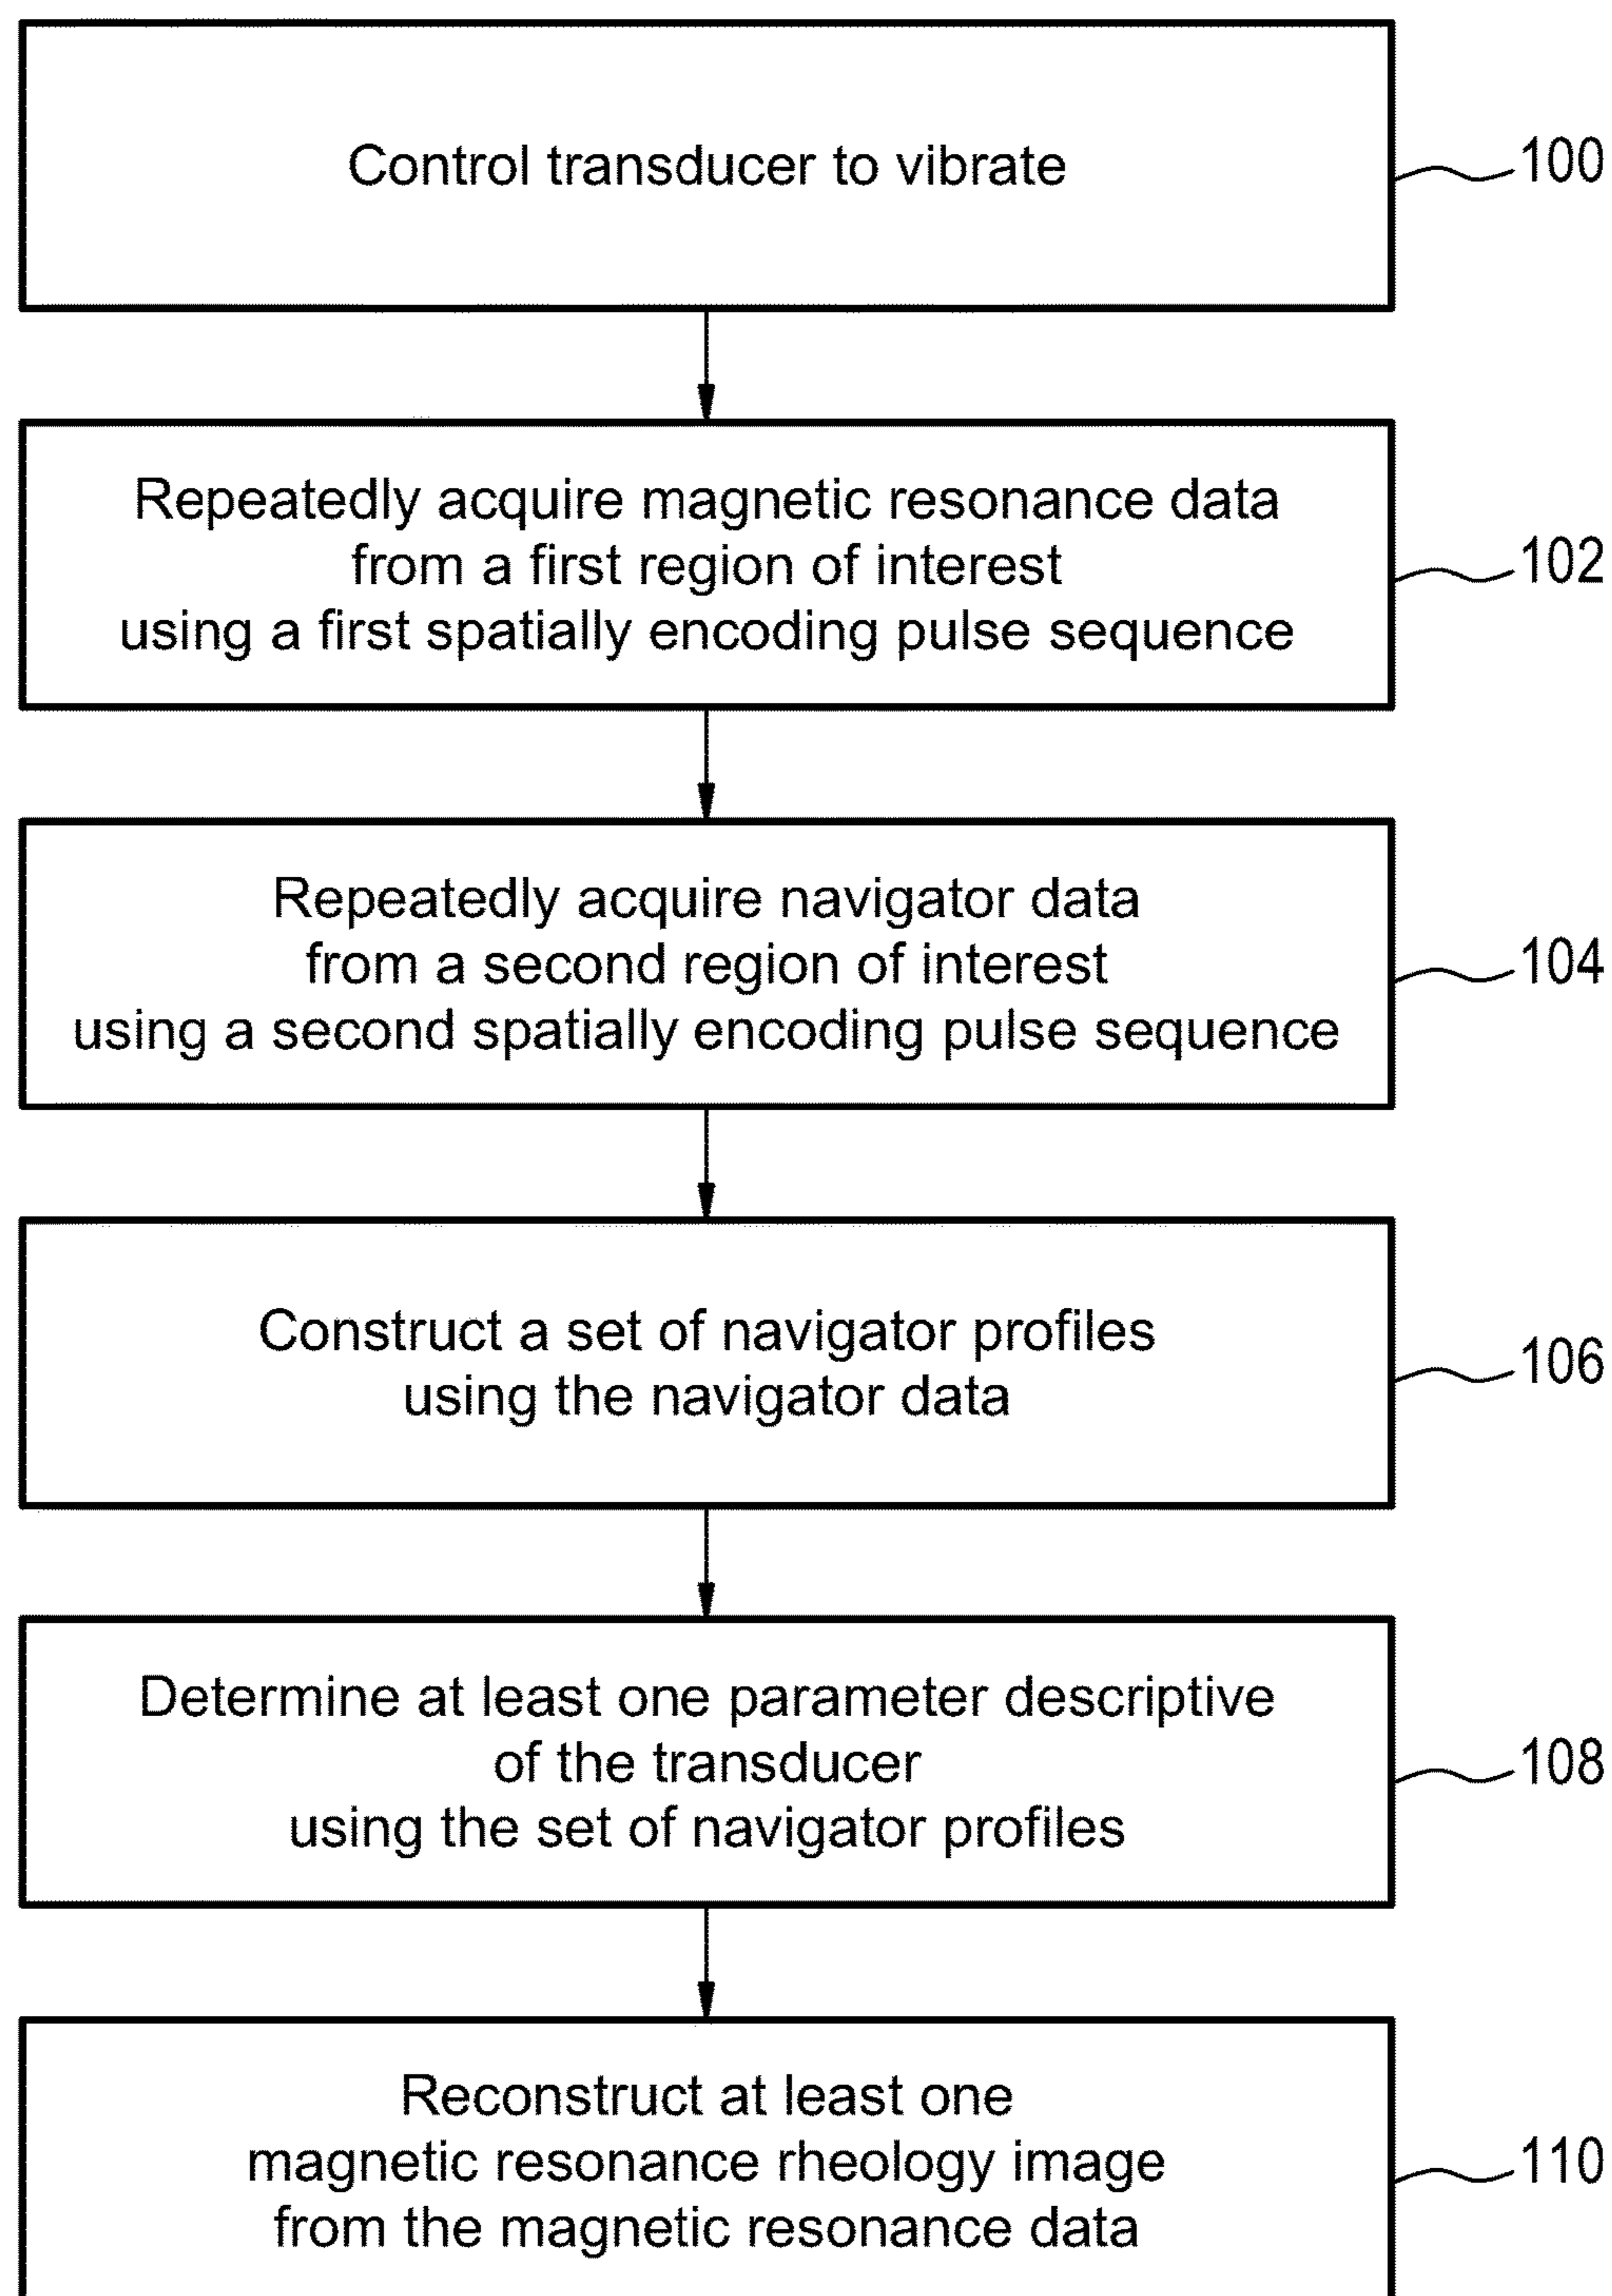 Control transducer to vibrate
100
Repeatedly acquire magnetic resonance data
from a first region of interest
using a first spatially encoding pulse sequence
102
Repeatedly acquire navigator data
from a second region of interest
using a second spatially encoding pulse sequence
104
Construct a set of navigator profiles
using the navigator data
106
Determine at least one parameter descriptive
of the transducer
using the set of navigator profiles
108
Reconstruct at least one
magnetic resonance rheology image
from the magnetic resonance data
110